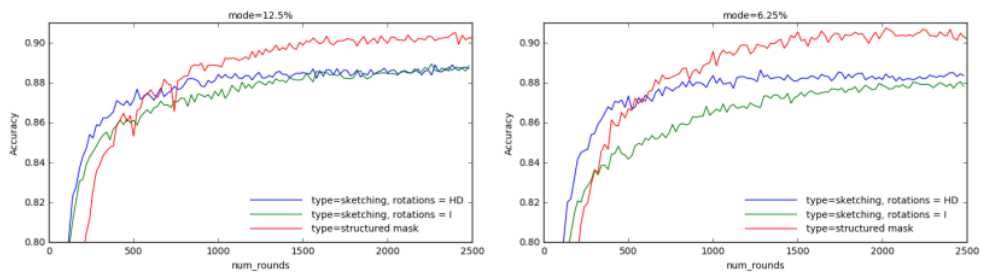 mode=12.5%
0.90
0.88
0.86
0.84
0.82
0.80
Accuracy
type=sketching, rotations = HD
type=sketching, rotations = I
type=structured mask
0
500
1000
1500
2000
2500
num_rounds
mode=6.25%
0.90
0.88
0.86
0.84
0.82
0.80
Accuracy
type=sketching, rotations = HD
type=sketching, rotations = I
type=structured mask
0
500
1000
1500
2000
2500
num_rounds